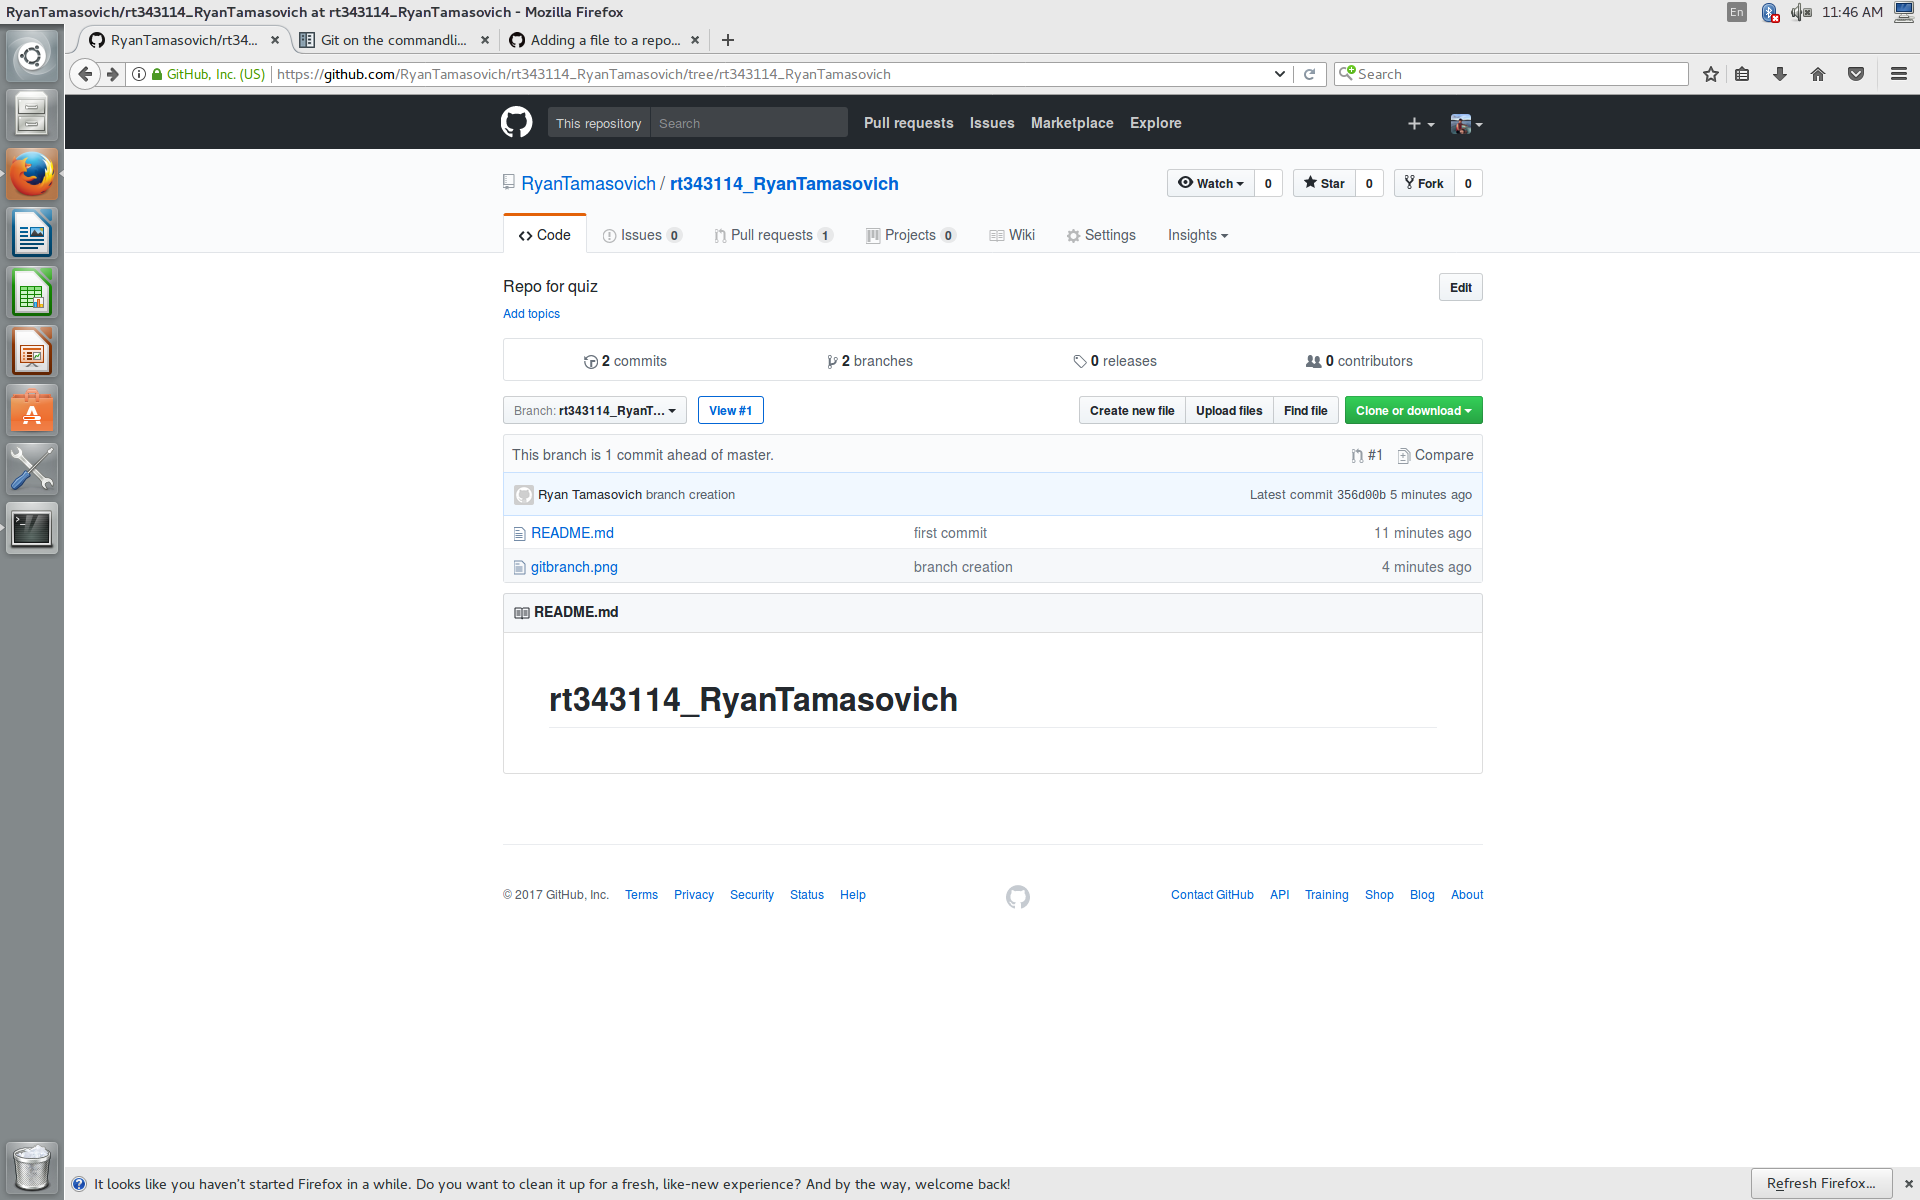 RyanTamasovich/rt343114_RyanTamasovich at rt343114_RyanTamasovich - Mozilla Firefox
En 11:46 AM
RyanTamasovich/rt34... Git on the commandli... Adding a file to a repo...
GitHub, Inc. (US) https://github.com/RyanTamasovich/rt343114_RyanTamasovich/tree/rt343114_RyanTamasovich Search
This repository Search Pull requests Issues Marketplace Explore
RyanTamasovich / rt343114_RyanTamasovich Watch 0 Star 0 Fork 0
Code Issues 0 Pull requests 1 Projects 0 Wiki Settings Insights
Repo for quiz Edit
Add topics
2 commits 2 branches 0 releases 0 contributors
Branch: rt343114_RyanT... View #1 Create new file Upload files Find file Clone or download
This branch is 1 commit ahead of master. #1 Compare
Ryan Tamasovich branch creation Latest commit 356d00b 5 minutes ago
README.md first commit 11 minutes ago
gitbranch.png branch creation 4 minutes ago
README.md
rt343114_RyanTamasovich
© 2017 GitHub, Inc. Terms Privacy Security Status Help Contact GitHub API Training Shop Blog About
It looks like you haven't started Firefox in a while. Do you want to clean it up for a fresh, like-new experience? And by the way, welcome back! Refresh Firefox...